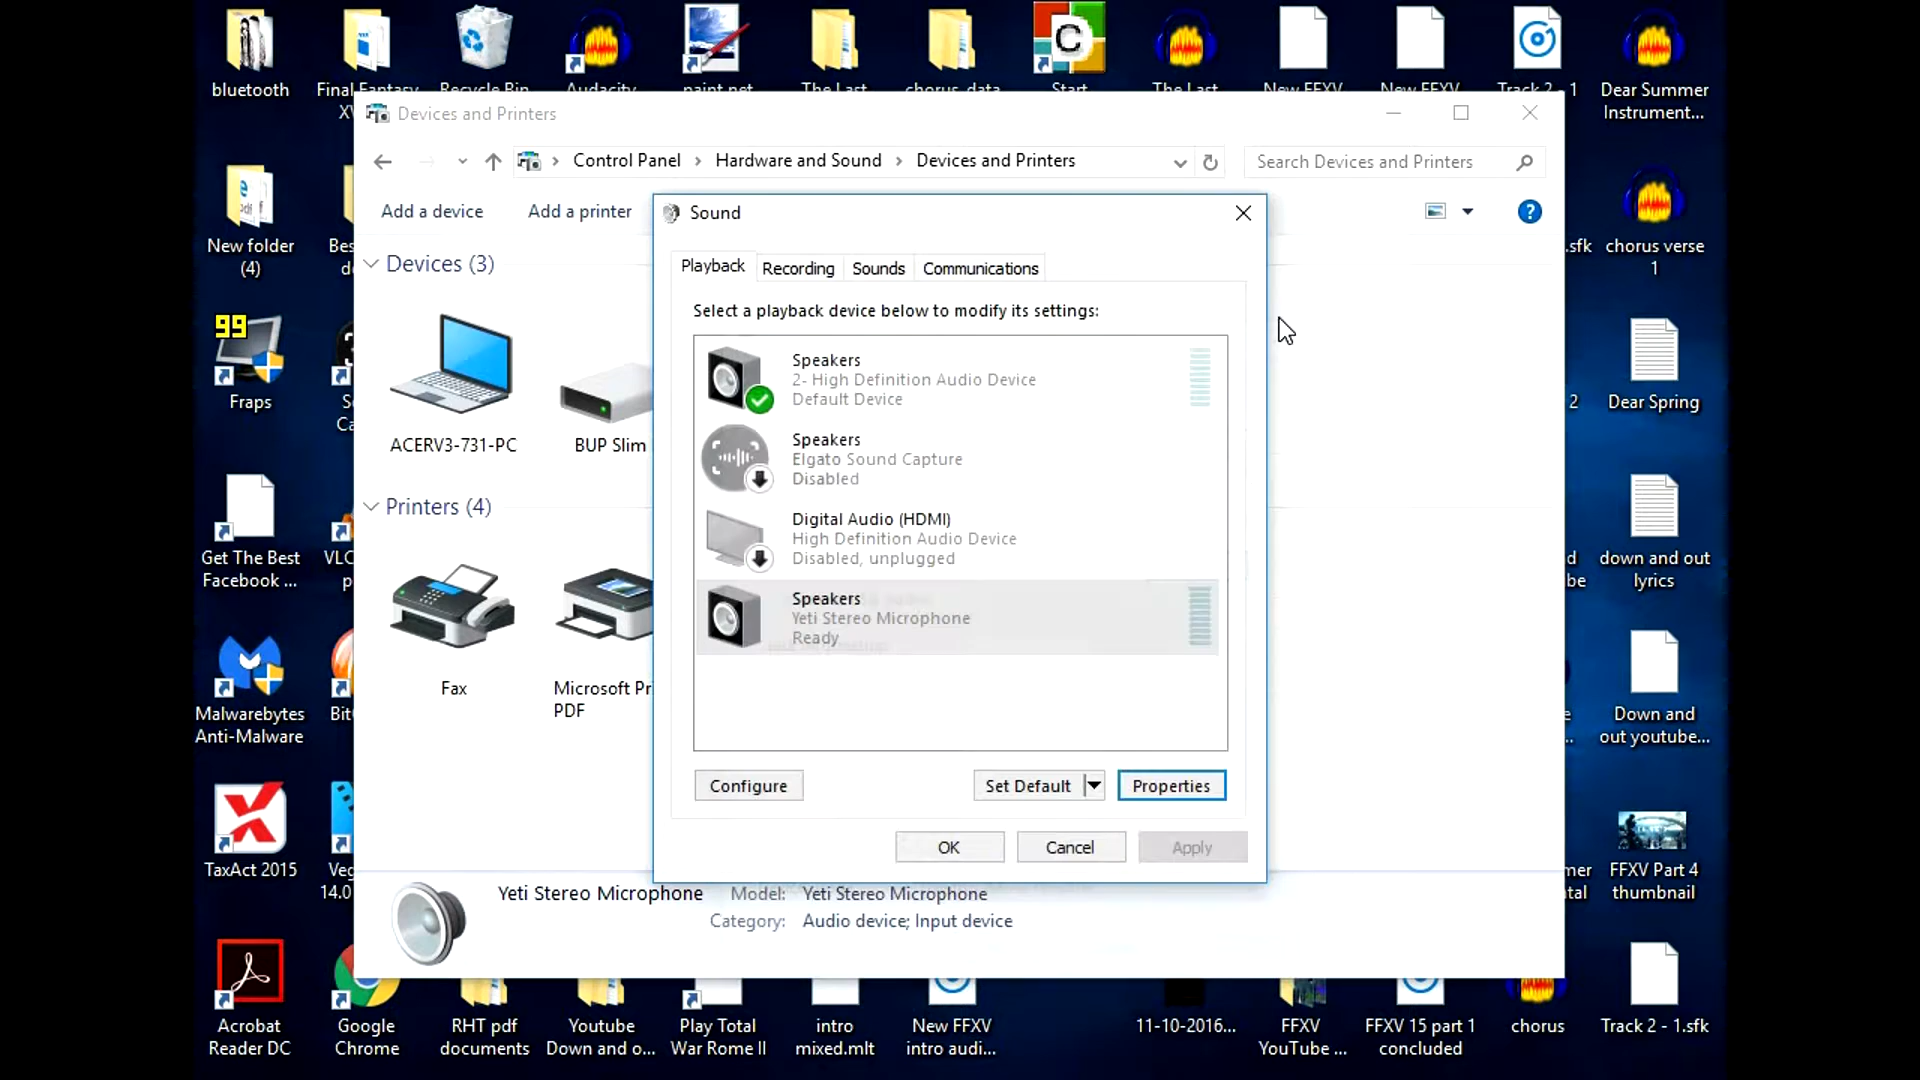 bluetooth
Final Fantasy
Recycle Bin
Audacity
paint.net
The Last
chorus_data
Start
The Last
New FFXV
New FFXV
Track 2 - 1
Dear Summer
Instrument...
Devices and Printers
Control Panel > Hardware and Sound > Devices and Printers
Search Devices and Printers
Add a device
Add a printer
New folder
(4)
.sfk
chorus verse
1
Devices (3)
ACERV3-731-PC
BUP Slim
99
Fraps
2
Dear Spring
Printers (4)
Fax
Microsoft Pr
PDF
Get The Best
Facebook ...
VLC
down and out
lyrics
Malwarebytes
Anti-Malware
Down and
out youtube...
TaxAct 2015
14.0
FFXV Part 4
thumbnail
Sound
Playback
Recording
Sounds
Communications
Select a playback device below to modify its settings:
Speakers
2- High Definition Audio Device
Default Device
Speakers
Elgato Sound Capture
Disabled
Digital Audio (HDMI)
High Definition Audio Device
Disabled, unplugged
Speakers
Yeti Stereo Microphone
Ready
Configure
Set Default
Properties
OK
Cancel
Apply
Yeti Stereo Microphone
Model: Yeti Stereo Microphone
Category: Audio device; Input device
Acrobat
Reader DC
Google
Chrome
RHT pdf
documents
Youtube
Down and o...
Play Total
War Rome II
intro
mixed.mlt
New FFXV
intro audi...
11-10-2016...
FFXV
YouTube ...
FFXV 15 part 1
concluded
chorus
Track 2 - 1.sfk